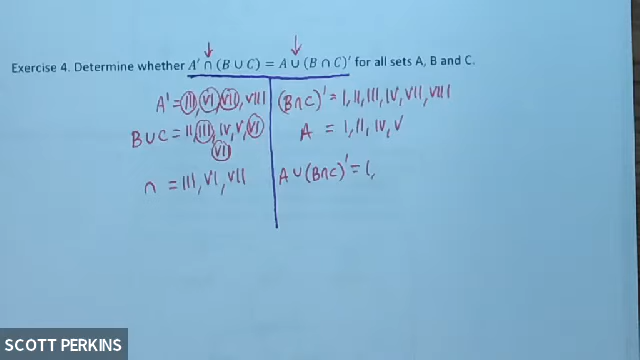 Exercise 4. Determine whether A' ∩ (B ∪ C) = A ∪ (B ∩ C)' for all sets A, B and C.
A' = III, VI, VII, VIII
B ∪ C = II, III, IV, V, VI
VII
∩ = III, VI, VII
(B∩C)' = I, II, III, IV, VII, VIII
A = I, II, IV, V
A ∪ (B∩C)' = I,
SCOTT PERKINS